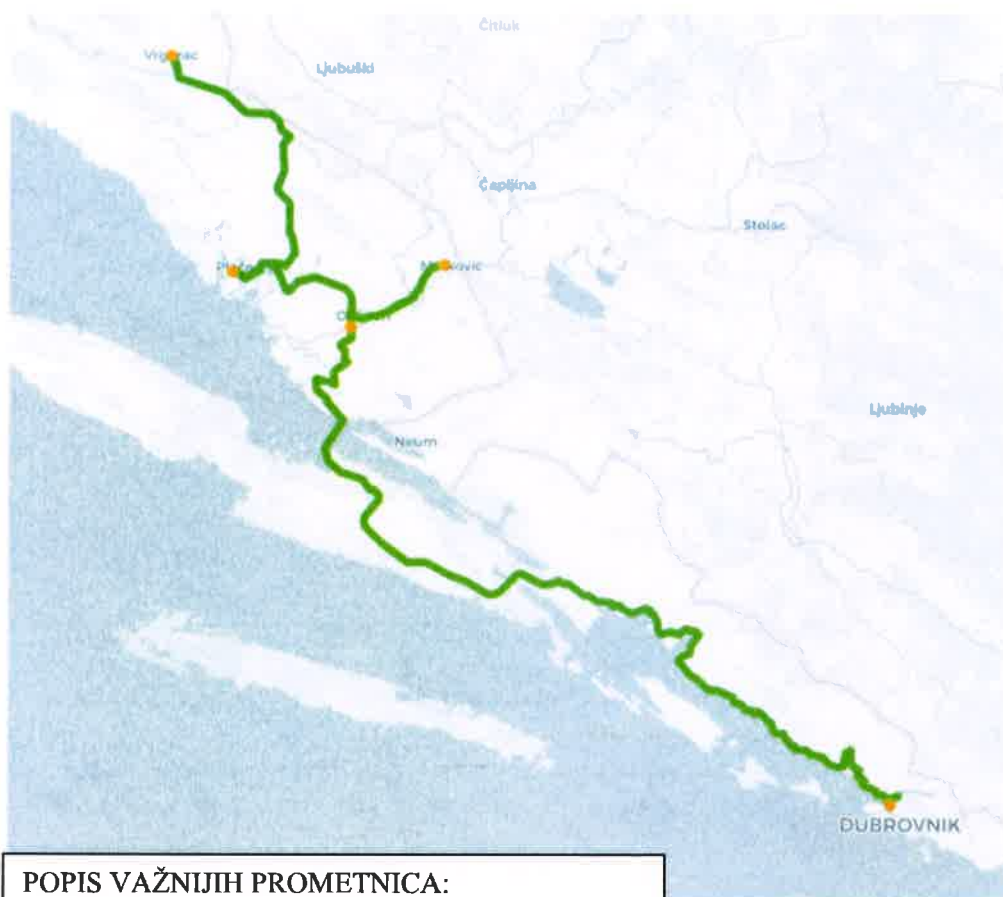 Čitluk
Ljubuški
Čapljina
Stolac
Ljubinje
Neum
DUBROVNIK
POPIS VAŽNIJIH PROMETNICA: